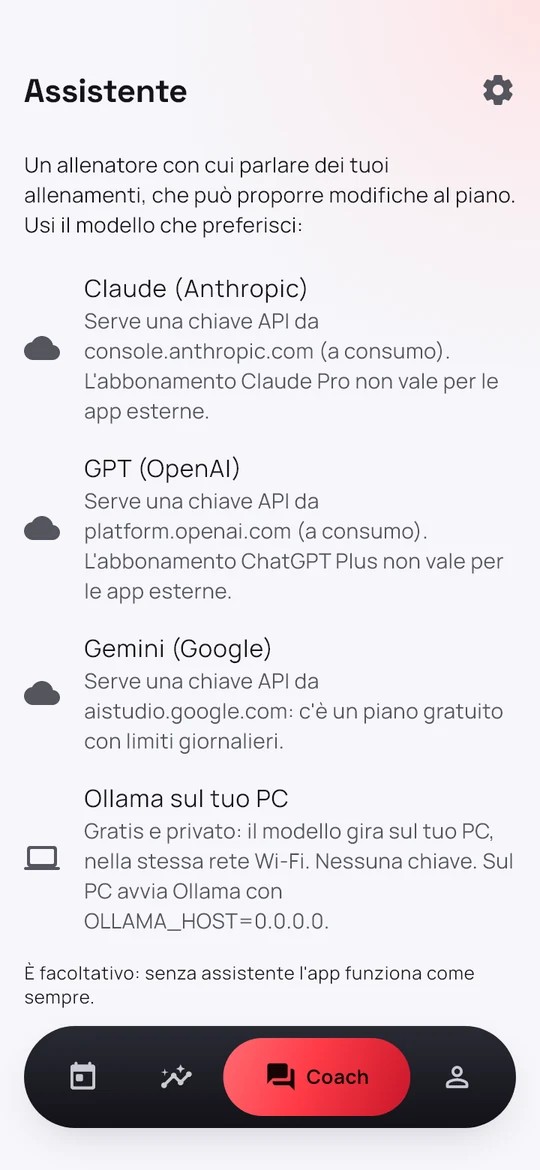 Assistente
Un allenatore con cui parlare dei tuoi
allenamenti, che può proporre modifiche al piano.
Usi il modello che preferisci:
Claude (Anthropic)
Serve una chiave API da
console.anthropic.com (a consumo).
L'abbonamento Claude Pro non vale per le
app esterne.
GPT (OpenAI)
Serve una chiave API da
platform.openai.com (a consumo).
L'abbonamento ChatGPT Plus non vale per
le app esterne.
Gemini (Google)
Serve una chiave API da
aistudio.google.com: c'è un piano gratuito
con limiti giornalieri.
Ollama sul tuo PC
Gratis e privato: il modello gira sul tuo PC,
nella stessa rete Wi-Fi. Nessuna chiave. Sul
PC avvia Ollama con
OLLAMA_HOST=0.0.0.0.
È facoltativo: senza assistente l'app funziona come
sempre.
Coach